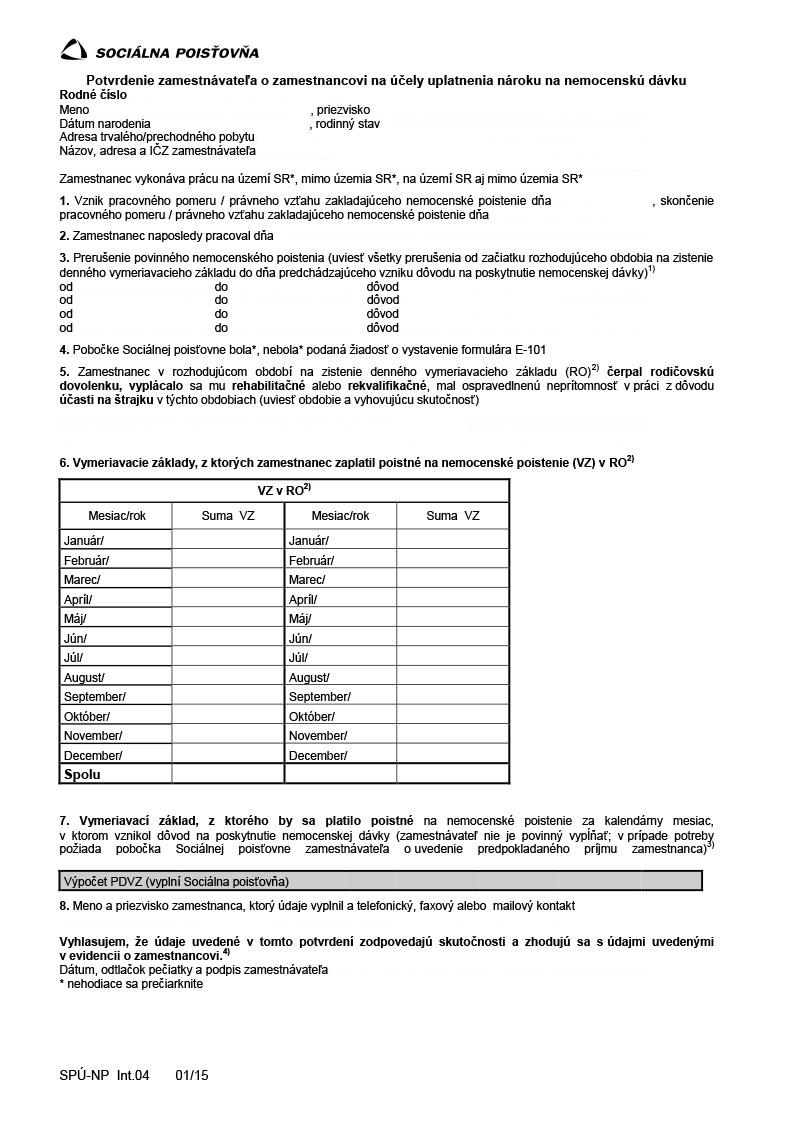 SOCIÁLNA POISŤOVŇA
Potvrdenie zamestnávateľa o zamestnancovi na účely uplatnenia nároku na nemocenskú dávku
Rodné číslo
Meno , priezvisko
Dátum narodenia , rodinný stav
Adresa trvalého/prechodného pobytu
Názov, adresa a IČZ zamestnávateľa
Zamestnanec vykonáva prácu na území SR*, mimo územia SR*, na území SR aj mimo územia SR*
1. Vznik pracovného pomeru / právneho vzťahu zakladajúceho nemocenské poistenie dňa , skončenie
pracovného pomeru / právneho vzťahu zakladajúceho nemocenské poistenie dňa
2. Zamestnanec naposledy pracoval dňa
3. Prerušenie povinného nemocenského poistenia (uviesť všetky prerušenia od začiatku rozhodujúceho obdobia na zistenie
denného vymeriavacieho základu do dňa predchádzajúceho vzniku dôvodu na poskytnutie nemocenskej dávky)1)
od do dôvod
od do dôvod
od do dôvod
od do dôvod
4. Pobočke Sociálnej poisťovne bola*, nebola* podaná žiadosť o vystavenie formulára E-101
5. Zamestnanec v rozhodujúcom období na zistenie denného vymeriavacieho základu (RO)2) čerpal rodičovskú
dovolenku, vyplácalo sa mu rehabilitačné alebo rekvalifikačné, mal ospravedlnenú neprítomnosť v práci z dôvodu
účasti na štrajku v týchto obdobiach (uviesť obdobie a vyhovujúcu skutočnosť)
6. Vymeriavacie základy, z ktorých zamestnanec zaplatil poistné na nemocenské poistenie (VZ) v RO2)
VZ v RO2)
Mesiac/rok Suma VZ Mesiac/rok Suma VZ
Január/ Január/
Február/ Február/
Marec/ Marec/
Apríl/ Apríl/
Máj/ Máj/
Jún/ Jún/
Júl/ Júl/
August/ August/
September/ September/
Október/ Október/
November/ November/
December/ December/
Spolu
7. Vymeriavací základ, z ktorého by sa platilo poistné na nemocenské poistenie za kalendárny mesiac,
v ktorom vznikol dôvod na poskytnutie nemocenskej dávky (zamestnávateľ nie je povinný vypĺňať; v prípade potreby
požiada pobočka Sociálnej poisťovne zamestnávateľa o uvedenie predpokladaného príjmu zamestnanca)3)
Výpočet PDVZ (vyplní Sociálna poisťovňa)
8. Meno a priezvisko zamestnanca, ktorý údaje vyplnil a telefonický, faxový alebo mailový kontakt
Vyhlasujem, že údaje uvedené v tomto potvrdení zodpovedajú skutočnosti a zhodujú sa s údajmi uvedenými
v evidencii o zamestnancovi.4)
Dátum, odtlačok pečiatky a podpis zamestnávateľa
* nehodiace sa prečiarknite
SPÚ-NP Int.04 01/15